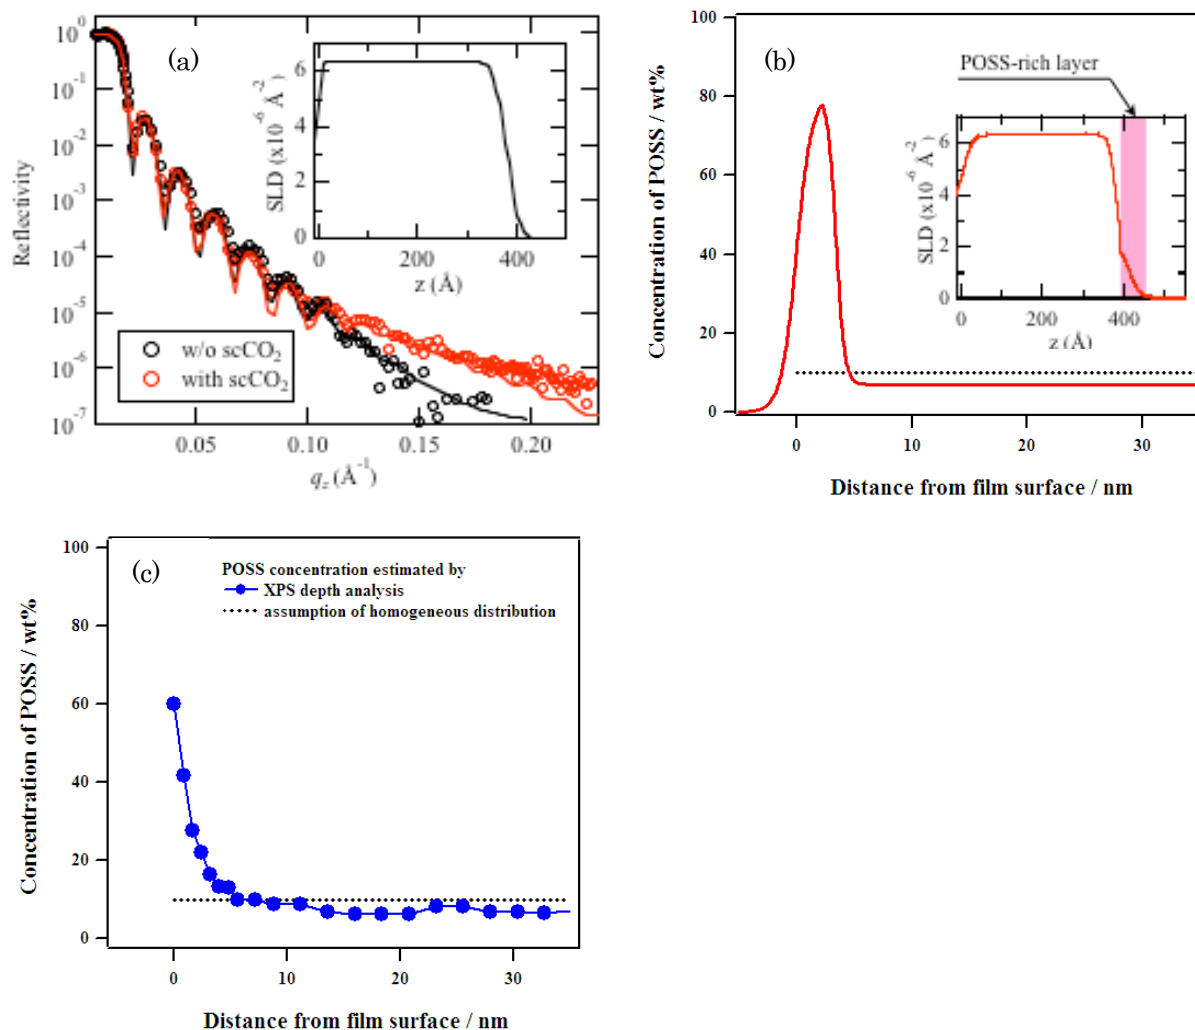 (a)
10⁰
10⁻¹
10⁻²
10⁻³
10⁻⁴
10⁻⁵
10⁻⁶
10⁻⁷
Reflectivity
0.05
0.10
0.15
0.20
q_z (Å⁻¹)
w/o scCO₂
with scCO₂
SLD (x10⁻⁶ Å⁻²)
6
4
2
0
0
200
400
z (Å)
(b)
Concentration of POSS / wt%
100
80
60
40
20
0
0
10
20
30
Distance from film surface / nm
POSS-rich layer
SLD (x10⁻⁶ Å⁻²)
6
4
2
0
0
200
400
z (Å)
(c)
Concentration of POSS / wt%
100
80
60
40
20
0
POSS concentration estimated by
XPS depth analysis
assumption of homogeneous distribution
0
10
20
30
Distance from film surface / nm